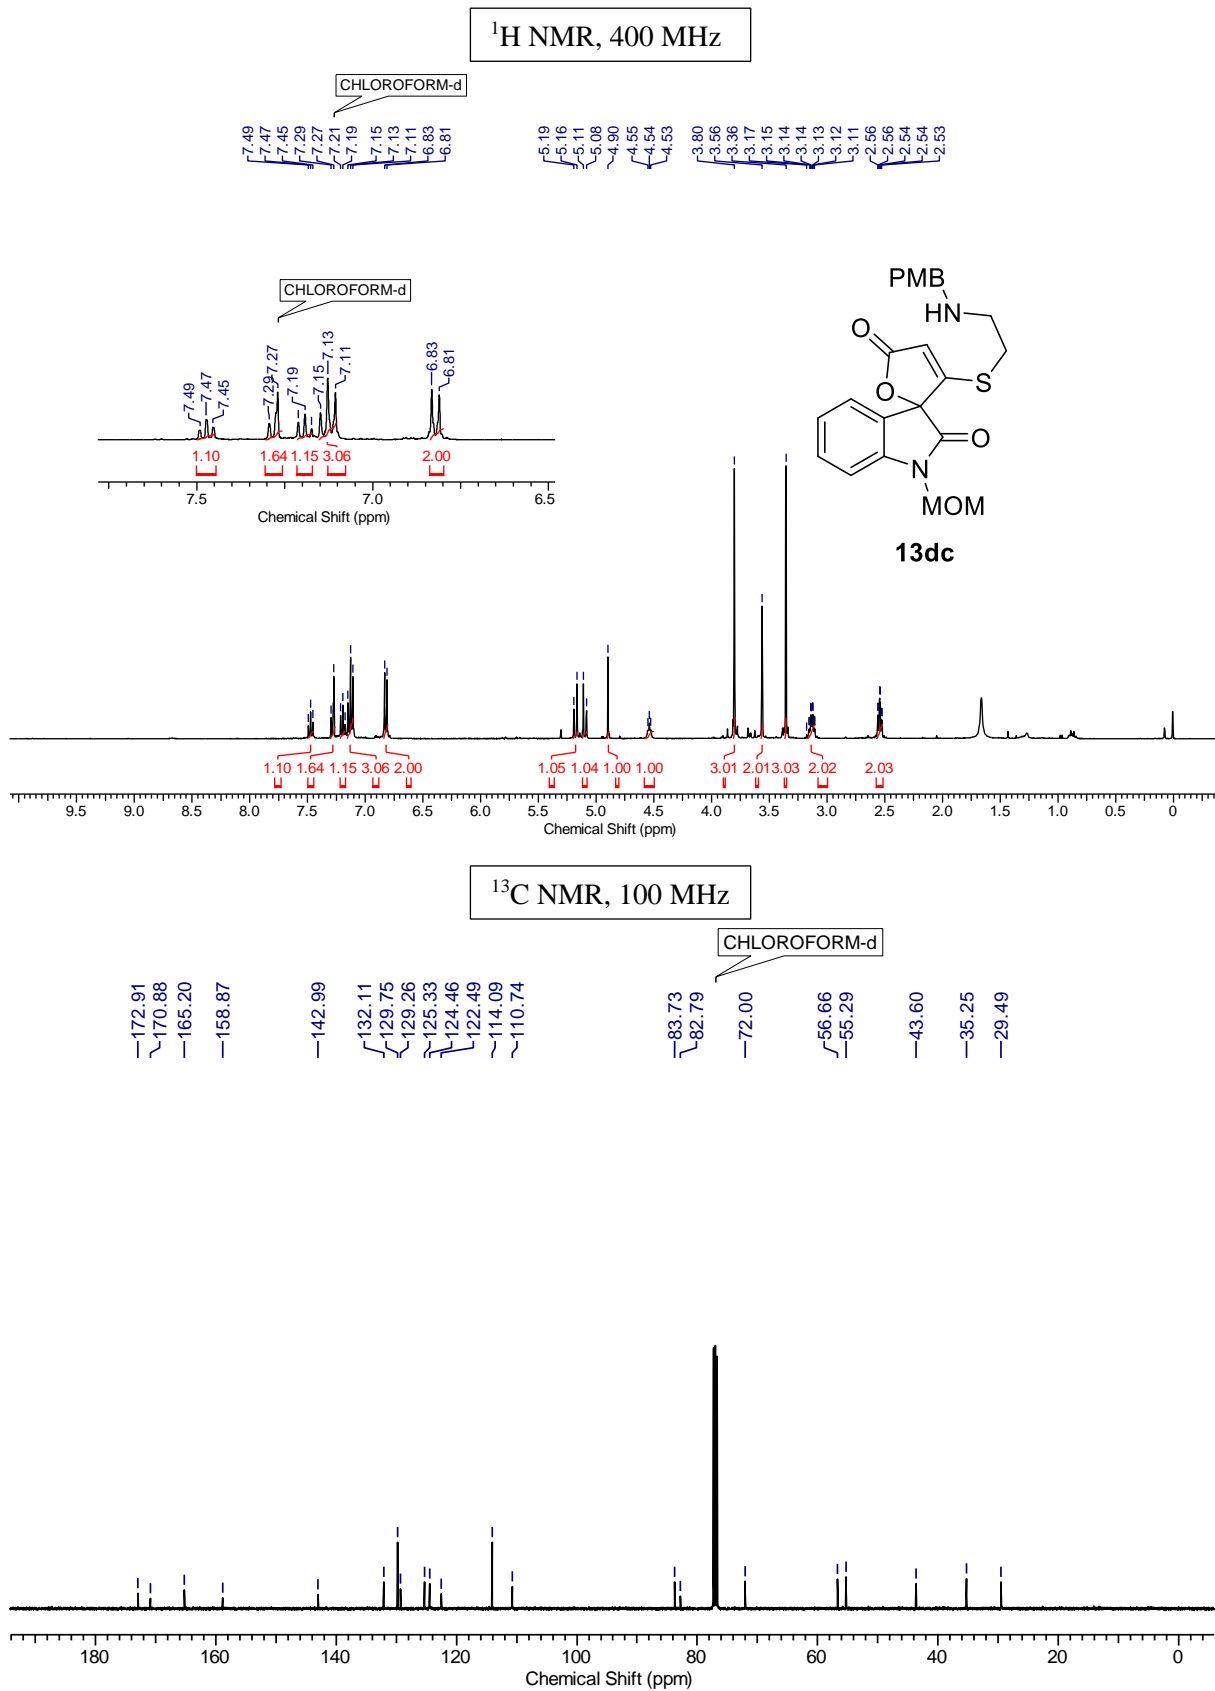 ¹H NMR, 400 MHz
CHLOROFORM-d
7.49 7.47 7.45 7.29 7.27 7.21 7.19 7.15 7.13 7.11 6.83 6.81 5.19 5.16 5.11 5.08 4.90 4.55 4.54 4.53 3.80 3.56 3.36 3.17 3.15 3.14 3.14 3.13 3.12 3.11 2.56 2.56 2.54 2.54 2.53
CHLOROFORM-d
7.49 7.47 7.45 7.29 7.27 7.19 7.15 7.13 7.11 6.83 6.81
1.10 1.64 1.15 3.06 2.00
7.5 7.0 6.5
Chemical Shift (ppm)
PMB
HN
O
S
O
O
N
MOM
13dc
1.10 1.64 1.15 3.06 2.00 1.05 1.04 1.00 1.00 3.01 2.01 3.03 2.02 2.03
9.5 9.0 8.5 8.0 7.5 7.0 6.5 6.0 5.5 5.0 4.5 4.0 3.5 3.0 2.5 2.0 1.5 1.0 0.5 0
Chemical Shift (ppm)
¹³C NMR, 100 MHz
CHLOROFORM-d
172.91 170.88 165.20 158.87 142.99 132.11 129.75 129.26 125.33 124.46 122.49 114.09 110.74 83.73 82.79 72.00 56.66 55.29 43.60 35.25 29.49
180 160 140 120 100 80 60 40 20 0
Chemical Shift (ppm)